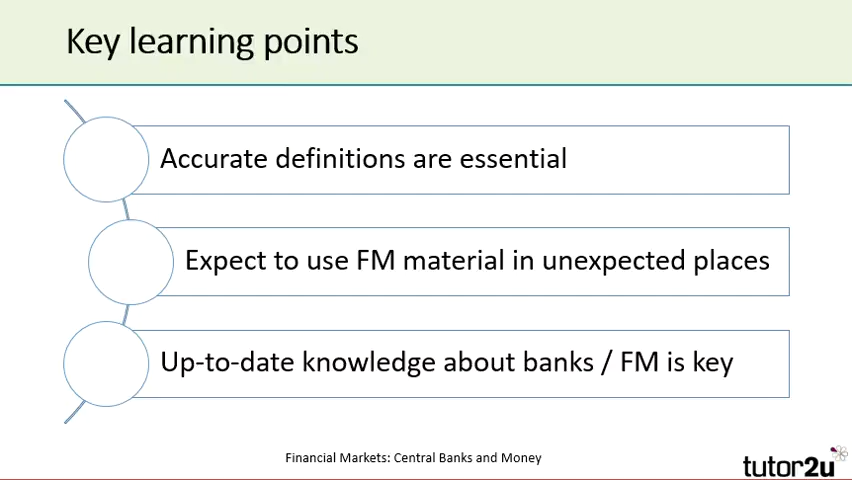 Key learning points
Accurate definitions are essential
Expect to use FM material in unexpected places
Up-to-date knowledge about banks / FM is key
Financial Markets: Central Banks and Money
tutor2u